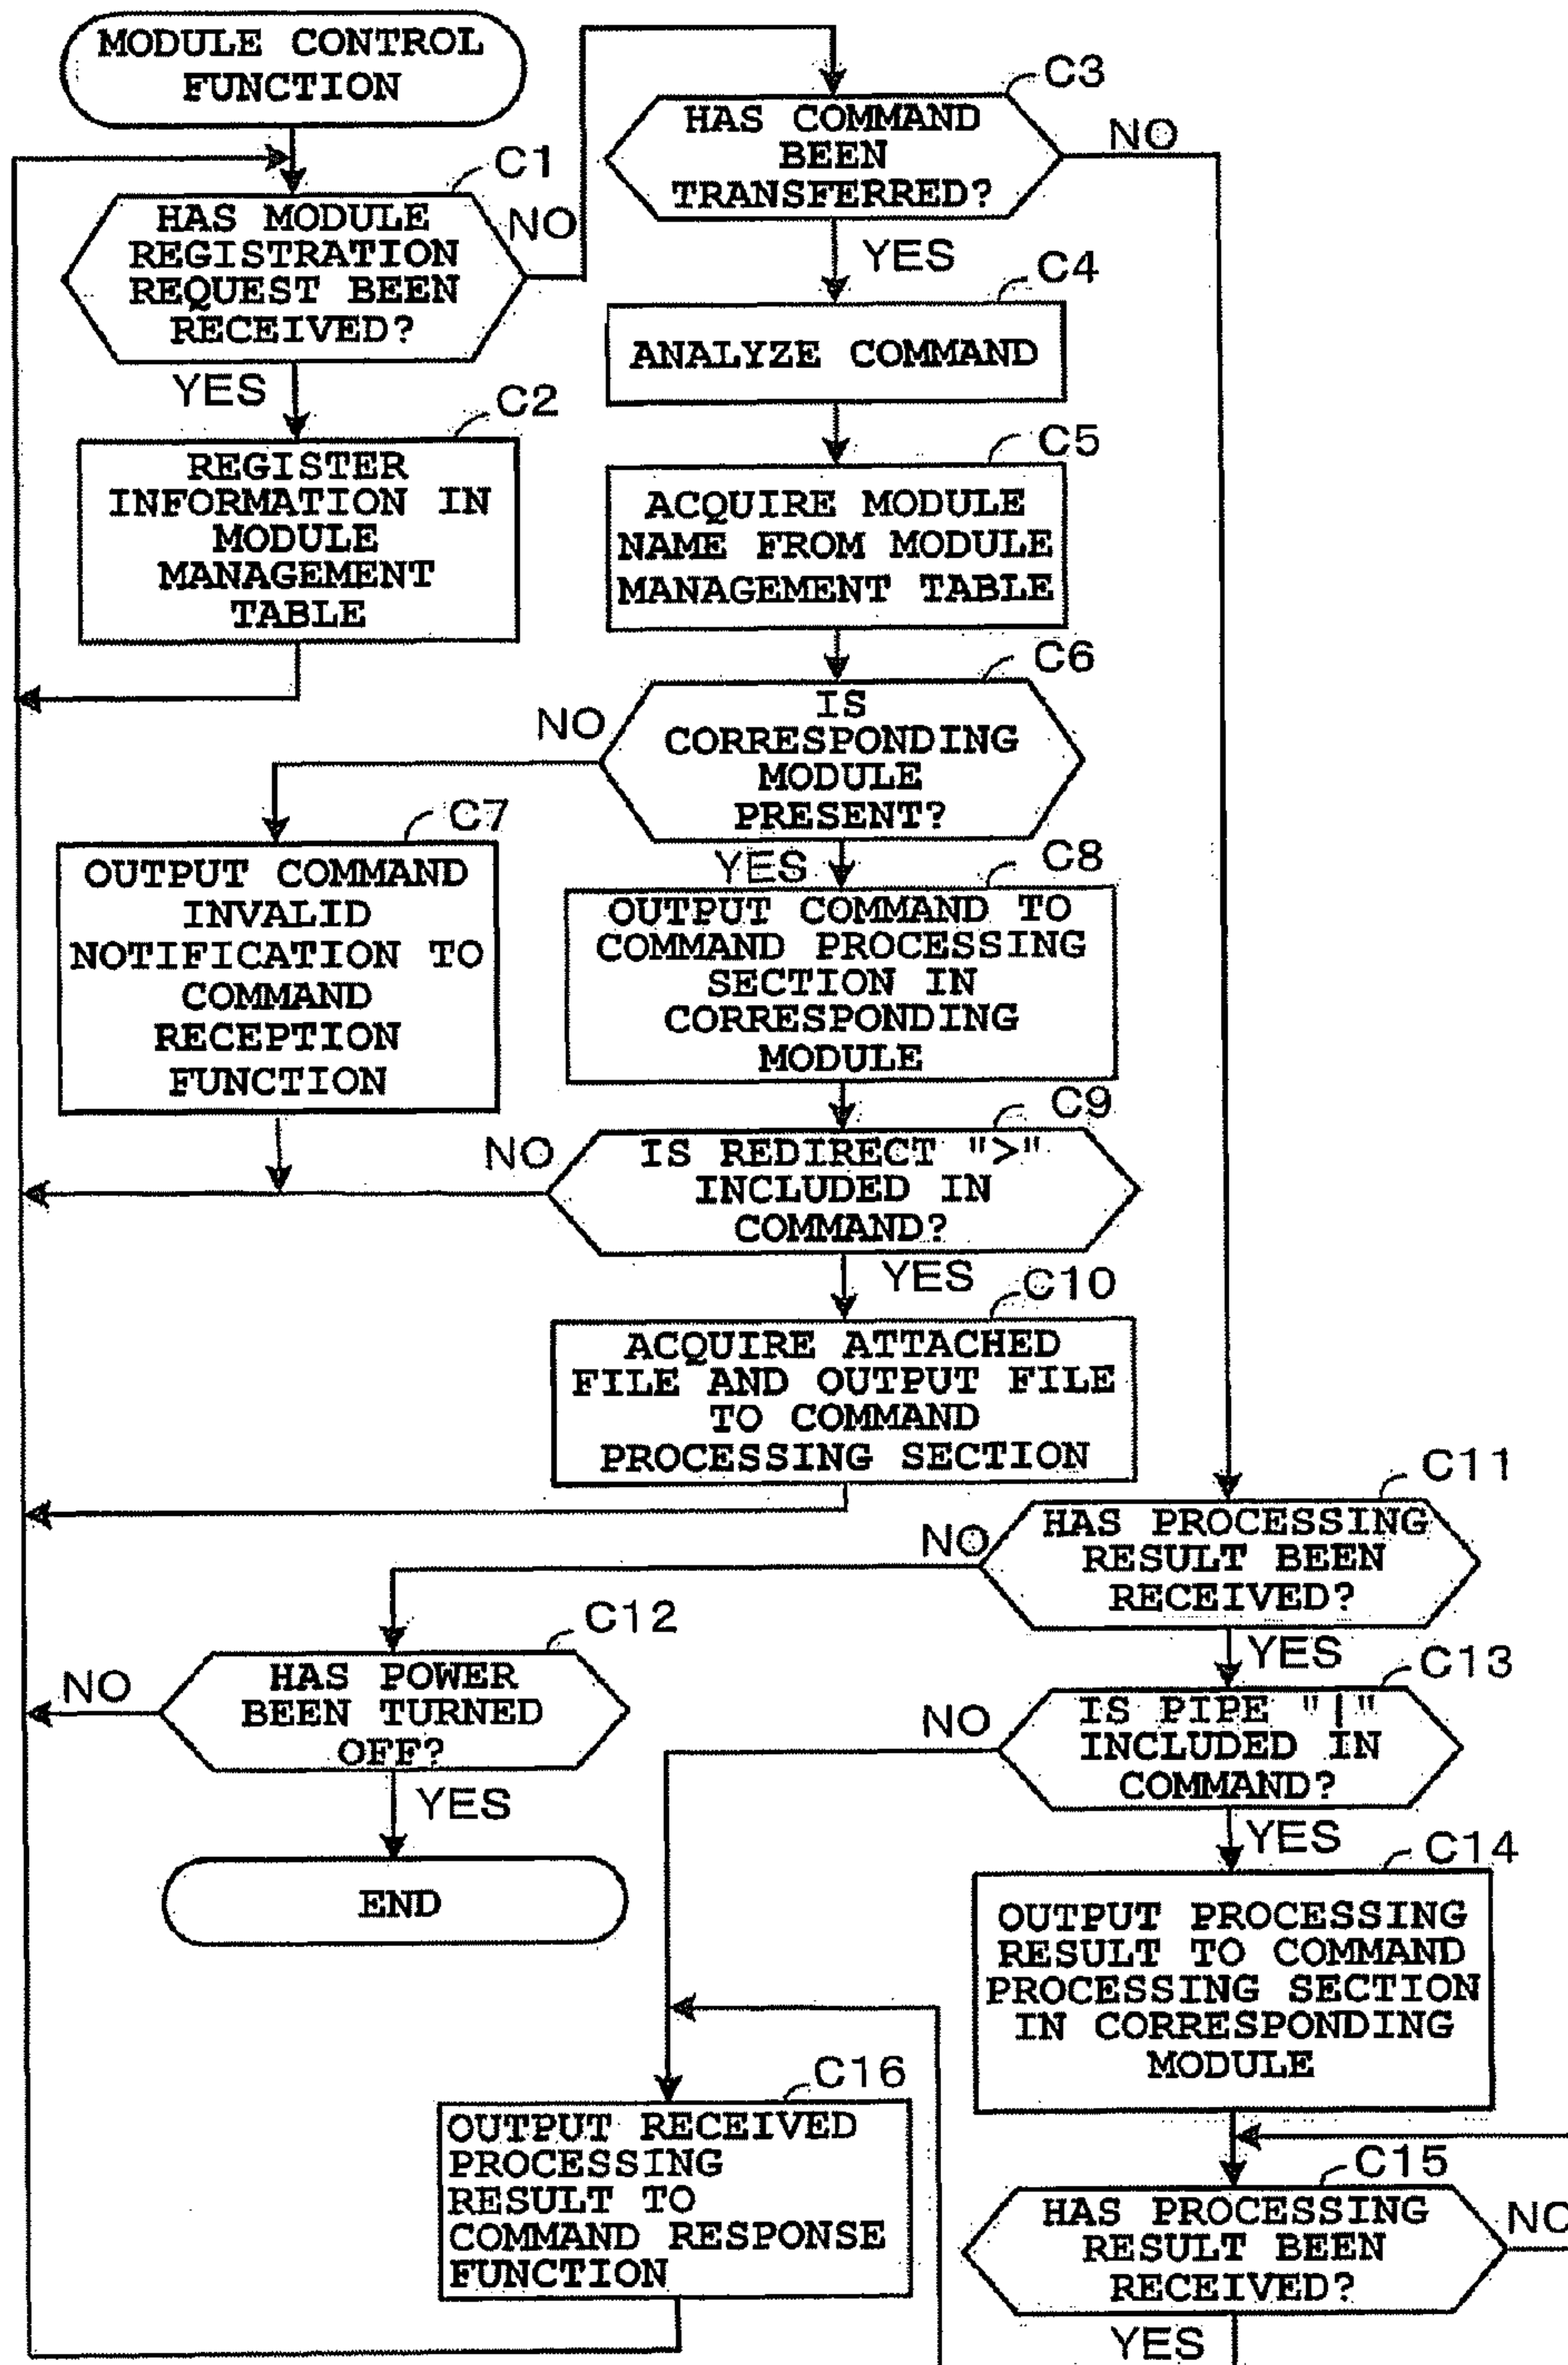 MODULE CONTROL
FUNCTION
C1
HAS MODULE
REGISTRATION
REQUEST BEEN
RECEIVED?
NO
YES
C2
REGISTER
INFORMATION IN
MODULE
MANAGEMENT
TABLE
C3
HAS COMMAND
BEEN
TRANSFERRED?
NO
YES
C4
ANALYZE COMMAND
C5
ACQUIRE MODULE
NAME FROM MODULE
MANAGEMENT TABLE
C6
IS
CORRESPONDING
MODULE
PRESENT?
NO
YES
C7
OUTPUT COMMAND
INVALID
NOTIFICATION TO
COMMAND
RECEPTION
FUNCTION
C8
OUTPUT COMMAND TO
COMMAND PROCESSING
SECTION IN
CORRESPONDING
MODULE
C9
IS REDIRECT ">"
INCLUDED IN
COMMAND?
NO
YES
C10
ACQUIRE ATTACHED
FILE AND OUTPUT FILE
TO COMMAND
PROCESSING SECTION
C11
HAS PROCESSING
RESULT BEEN
RECEIVED?
NO
YES
C12
HAS POWER
BEEN TURNED
OFF?
NO
YES
END
C13
IS PIPE "|"
INCLUDED IN
COMMAND?
NO
YES
C14
OUTPUT PROCESSING
RESULT TO COMMAND
PROCESSING SECTION
IN CORRESPONDING
MODULE
C15
HAS PROCESSING
RESULT BEEN
RECEIVED?
NO
YES
C16
OUTPUT RECEIVED
PROCESSING
RESULT TO
COMMAND RESPONSE
FUNCTION